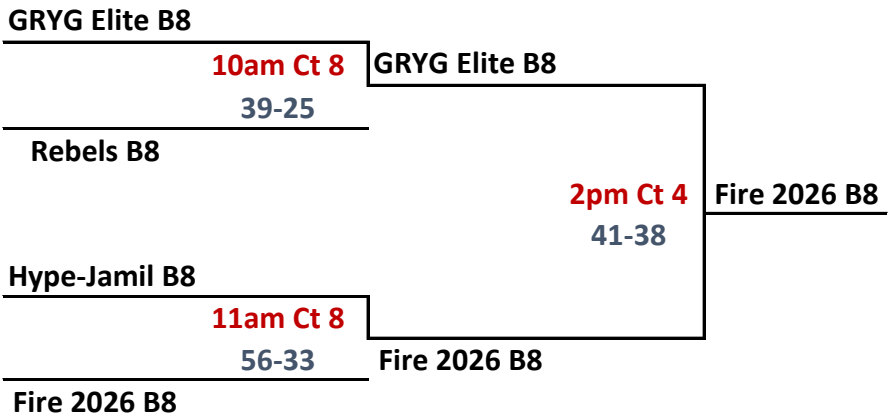 GRYG Elite B8
10am Ct 8
GRYG Elite B8
39-25
Rebels B8
2pm Ct 4
Fire 2026 B8
41-38
Hype-Jamil B8
11am Ct 8
56-33
Fire 2026 B8
Fire 2026 B8